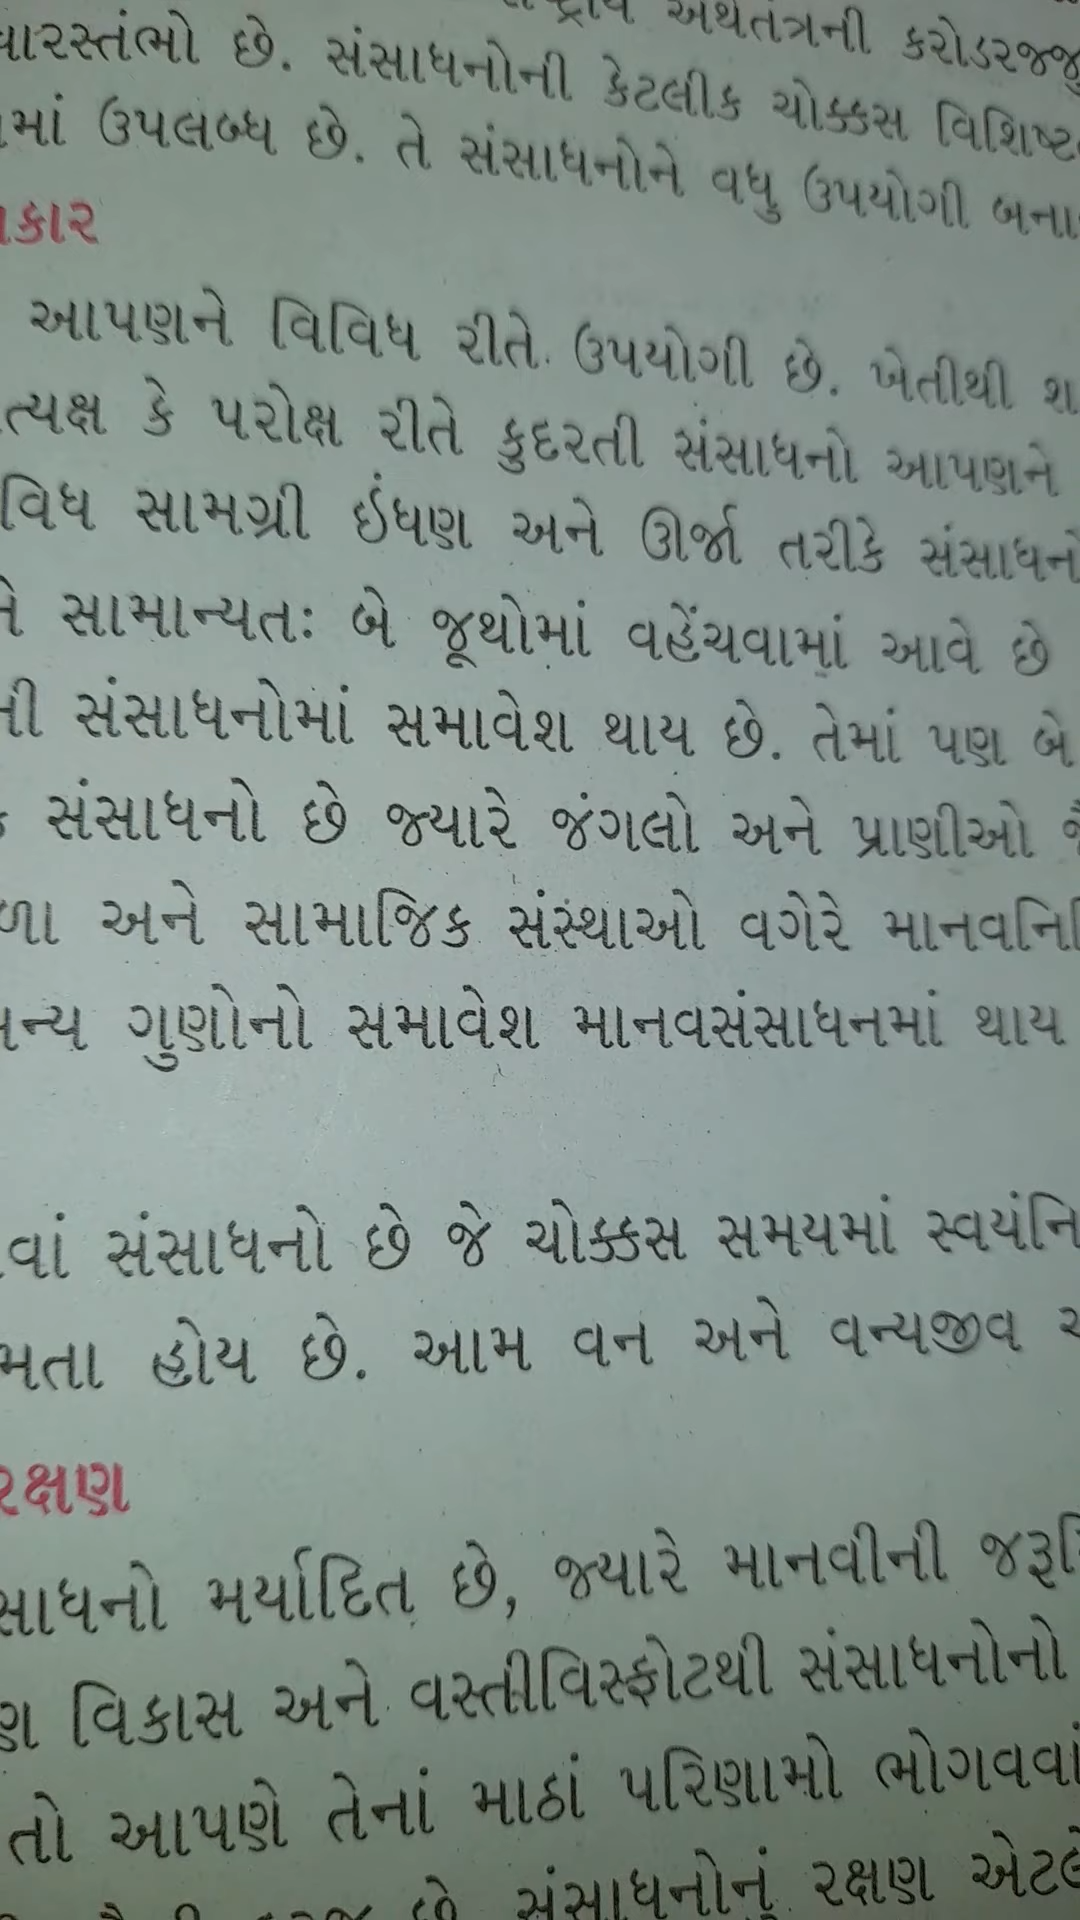 અર્થતંત્રની કરોડરજ્જુ
છે. સંસાધનોની કેટલીક ચોક્કસ વિશિષ્ટ
માં ઉપલબ્ધ છે. તે સંસાધનોને વધુ ઉપયોગી બના
કાર
આપણને વિવિધ રીતે ઉપયોગી છે. ખેતીથી શ
ત્યક્ષ કે પરોક્ષ રીતે કુદરતી સંસાધનો આપણને
વિધ સામગ્રી ઇંધણ અને ઊર્જા તરીકે સંસાધનો
ને સામાન્યતઃ બે જૂથોમાં વહેંચવામાં આવે છે
ની સંસાધનોમાં સમાવેશ થાય છે. તેમાં પણ બે
ક સંસાધનો છે જ્યારે જંગલો અને પ્રાણીઓ જૈ
ળા અને સામાજિક સંસ્થાઓ વગેરે માનવનિ
ન્ય ગુણોનો સમાવેશ માનવસંસાધનમાં થાય
વાં સંસાધનો છે જે ચોક્કસ સમયમાં સ્વયંનિ
મતા હોય છે. આમ વન અને વન્યજીવ
રક્ષણ
સાધનો મર્યાદિત છે, જ્યારે માનવીની જરૂરિ
ણ વિકાસ અને વસ્તીવિસ્ફોટથી સંસાધનોનો
તો આપણે તેનાં માઠાં પરિણામો ભોગવવાં
છે. સંસાધનોનું રક્ષણ એટલે